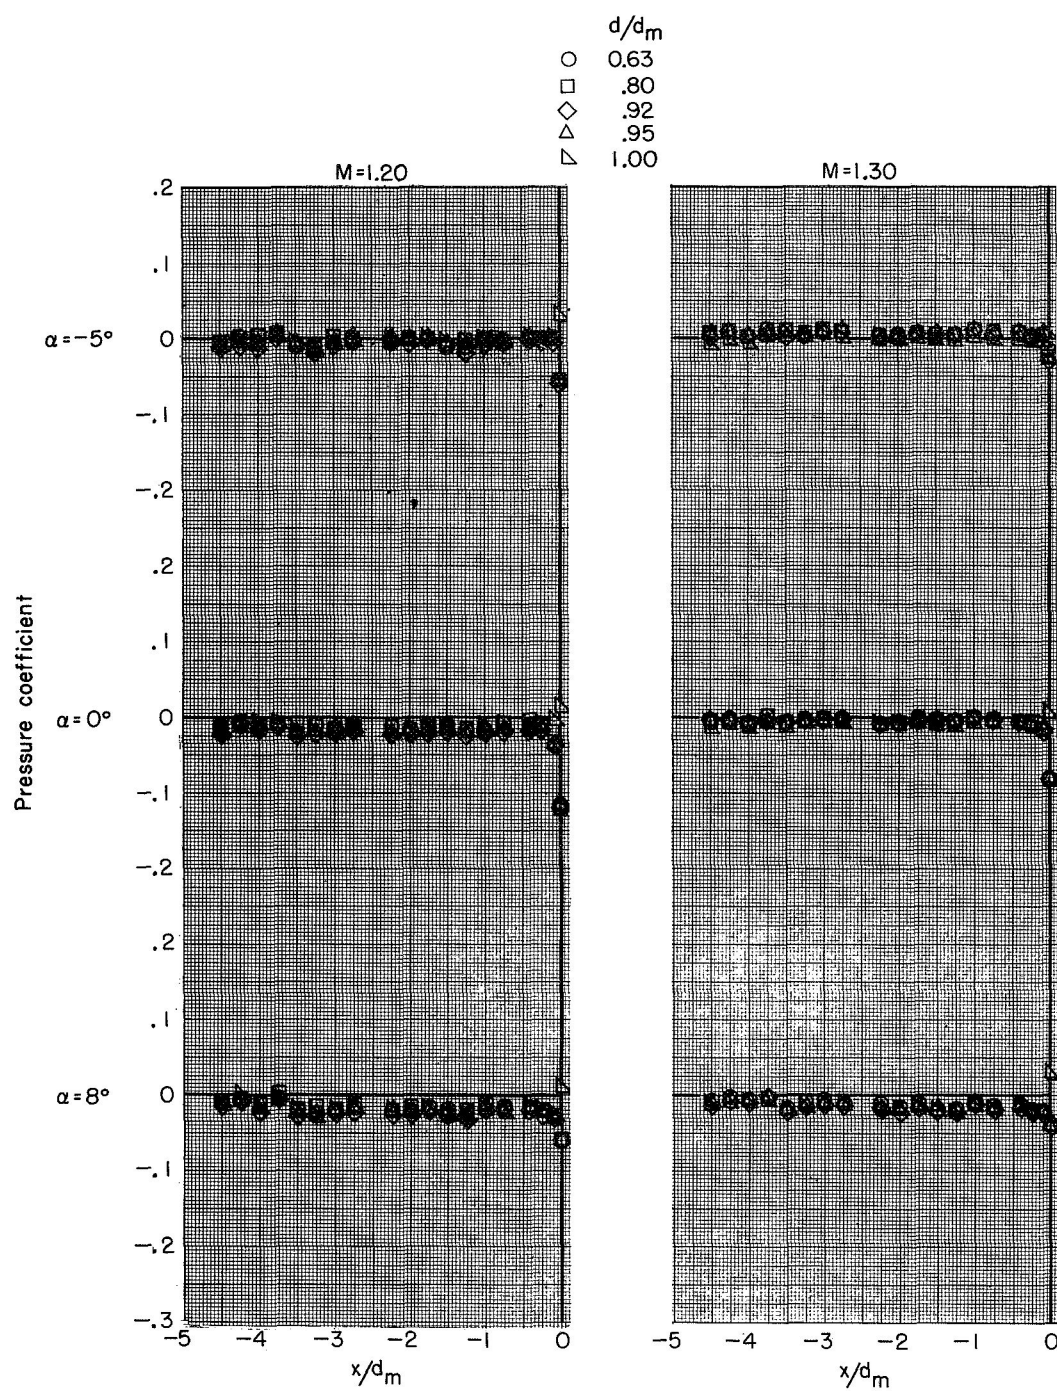 d/dm
0.63
.80
.92
.95
1.00
M=1.20
M=1.30
.2
.1
α=-5° 0
-.1
-.2
.2
.1
α=0° 0
-.1
-.2
.2
.1
α=8° 0
-.1
-.2
-.3
Pressure coefficient
-5 -4 -3 -2 -1 0
-5 -4 -3 -2 -1 0
x/dm
x/dm